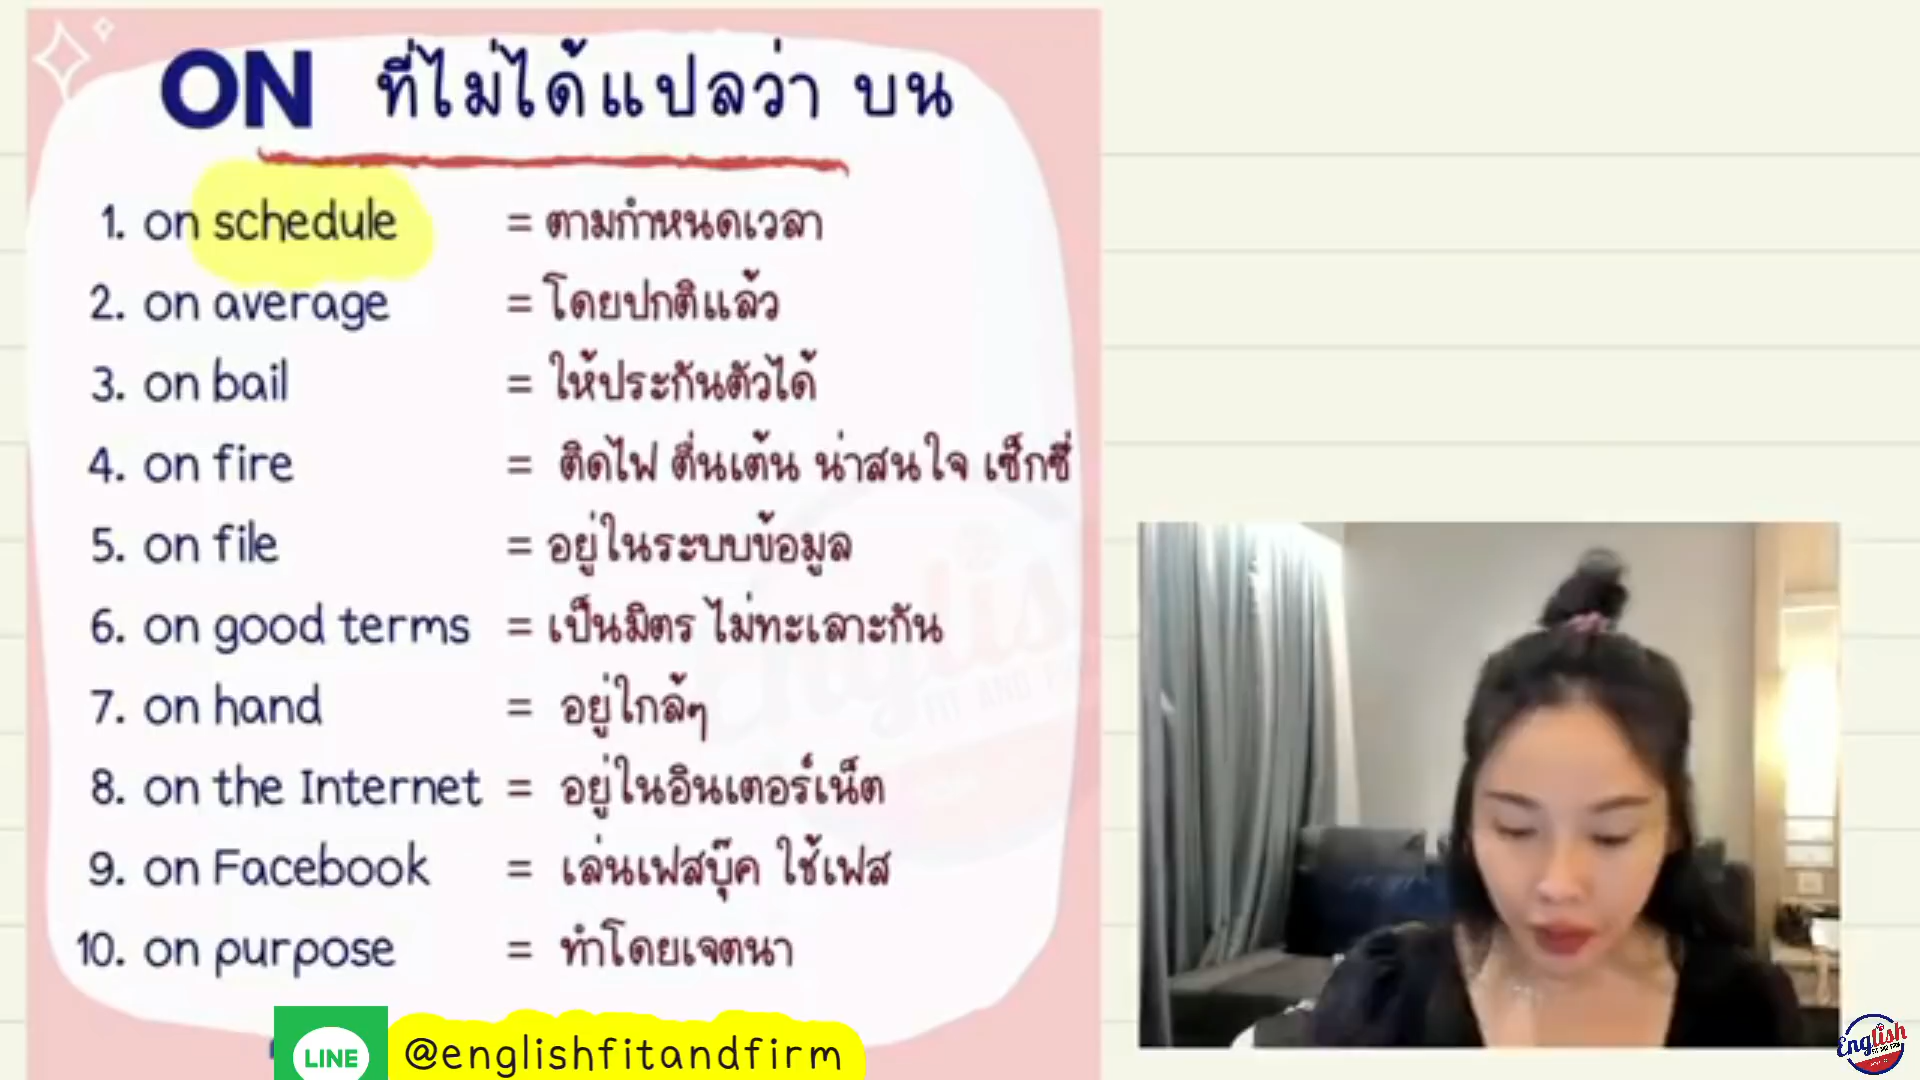 ON ที่ไม่ได้แปลว่า บน
1. on schedule = ตามกำหนดเวลา
2. on average = โดยปกติแล้ว
3. on bail = ให้ประกันตัวได้
4. on fire = ติดไฟ ตื่นเต้น น่าสนใจ เซ็กซี่
5. on file = อยู่ในระบบข้อมูล
6. on good terms = เป็นมิตร ไม่ทะเลาะกัน
7. on hand = อยู่ใกล้ๆ
8. on the Internet = อยู่ในอินเตอร์เน็ต
9. on Facebook = เล่นเฟสบุ๊ค ใช้เฟส
10. on purpose = ทำโดยเจตนา
LINE @englishfitandfirm
English
FIT AND FIRM